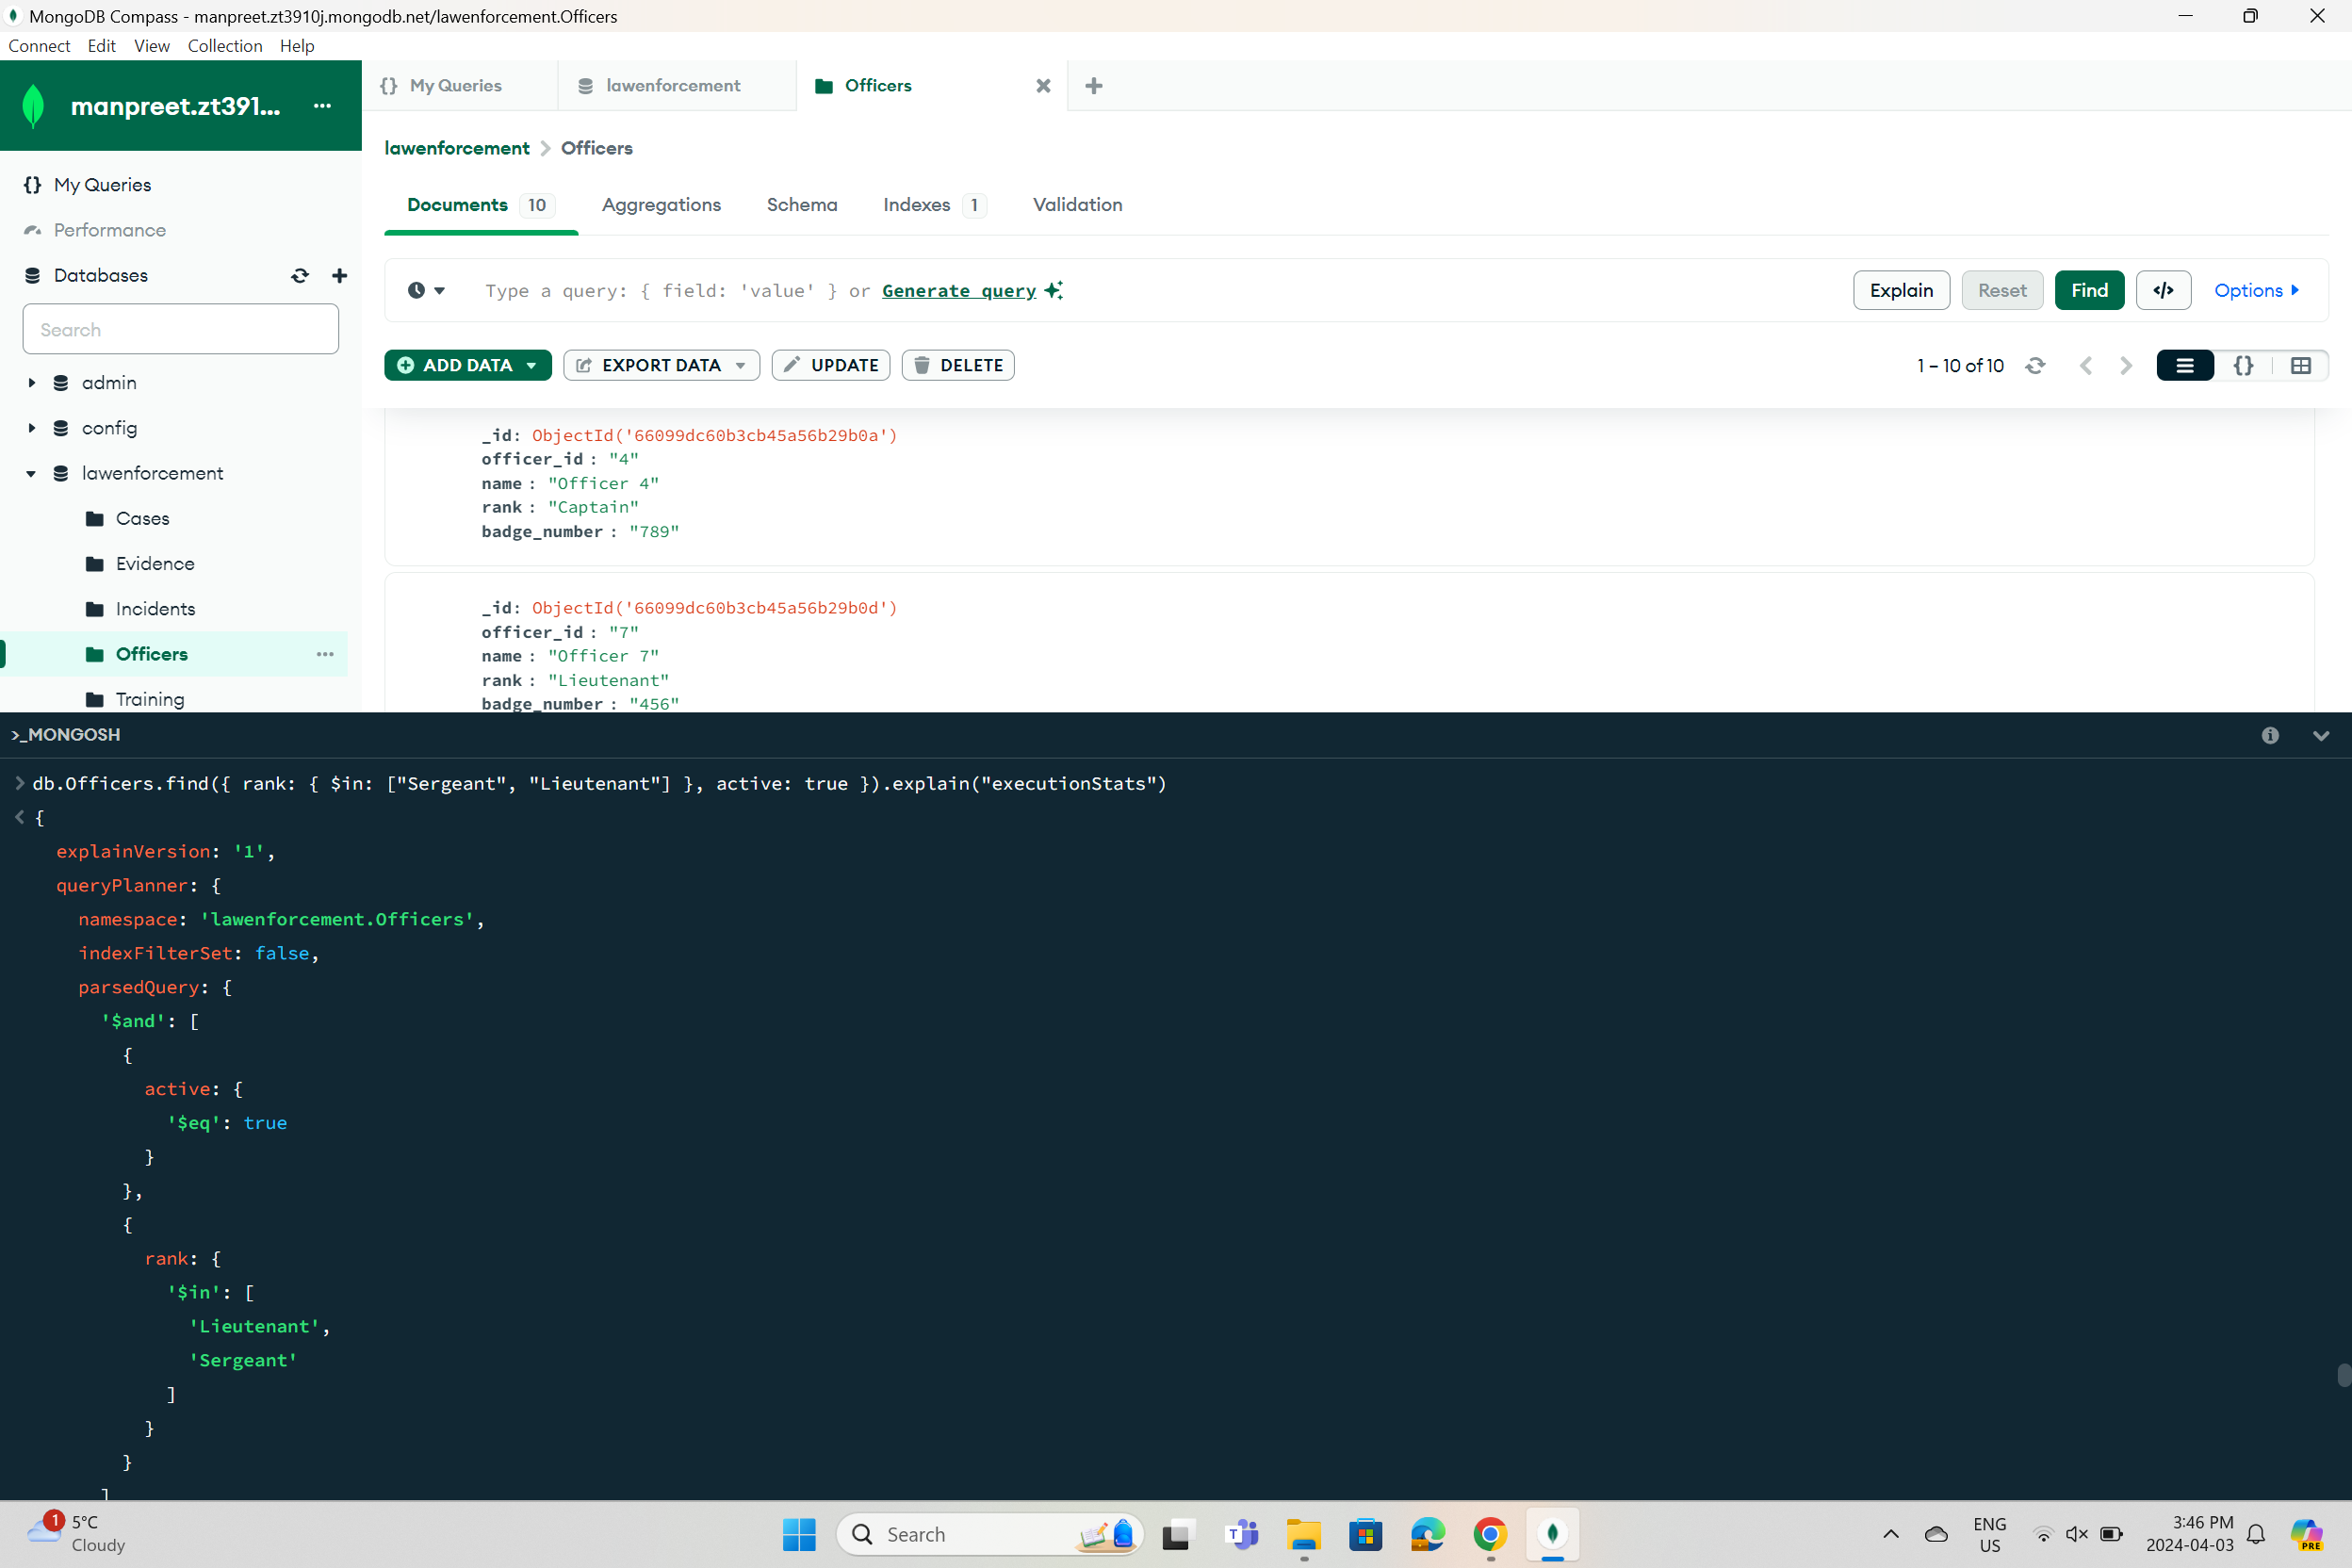 MongoDB Compass - manpreet.zt3910j.mongodb.net/lawenforcement.Officers
Connect Edit View Collection Help
manpreet.zt391... ...
My Queries lawenforcement Officers
lawenforcement > Officers
My Queries
Performance
Databases
Search
admin
config
lawenforcement
Cases
Evidence
Incidents
Officers ...
Training
Documents 10 Aggregations Schema Indexes 1 Validation
Type a query: { field: 'value' } or Generate query
Explain Reset Find </> Options
ADD DATA EXPORT DATA UPDATE DELETE
1 – 10 of 10 {}
_id: ObjectId('66099dc60b3cb45a56b29b0a')
officer_id : "4"
name : "Officer 4"
rank : "Captain"
badge_number : "789"
_id: ObjectId('66099dc60b3cb45a56b29b0d')
officer_id : "7"
name : "Officer 7"
rank : "Lieutenant"
badge_number : "456"
>_MONGOSH
> db.Officers.find({ rank: { $in: ["Sergeant", "Lieutenant"] }, active: true }).explain("executionStats")
< {
explainVersion: '1',
queryPlanner: {
namespace: 'lawenforcement.Officers',
indexFilterSet: false,
parsedQuery: {
'$and': [
{
active: {
'$eq': true
}
},
{
rank: {
'$in': [
'Lieutenant',
'Sergeant'
]
}
}
]
1 5°C
Cloudy
Search
ENG
US
3:46 PM
2024-04-03
PRE